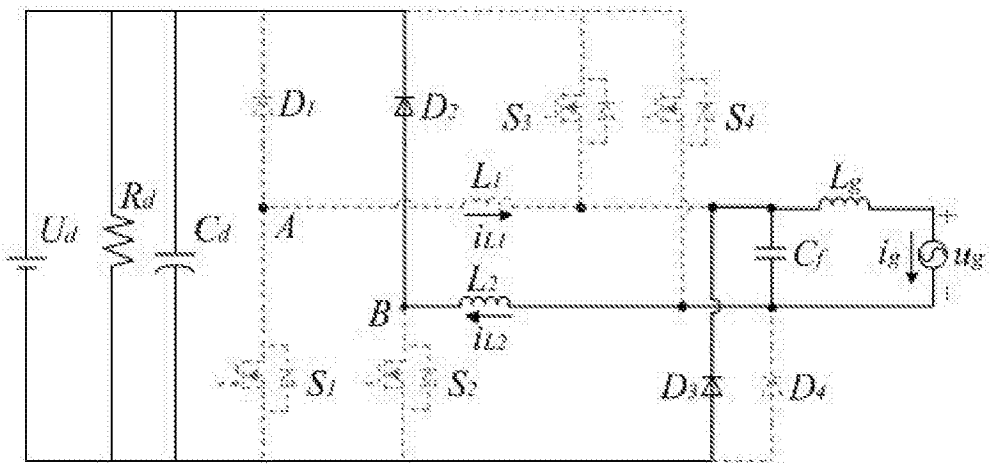 D1
D2
S3
S4
Rd
L1
Lg
Ud
Cd
A
iL1
Cf
ig
ug
+
-
L2
B
iL2
S1
S2
D3
D4